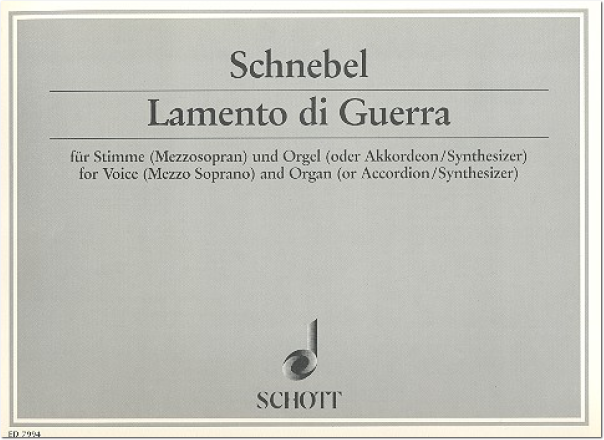 Schnebel
Lamento di Guerra
für Stimme (Mezzosopran) und Orgel (oder Akkordeon/Synthesizer)
for Voice (Mezzo Soprano) and Organ (or Accordion/Synthesizer)
SCHOTT
ED 7994